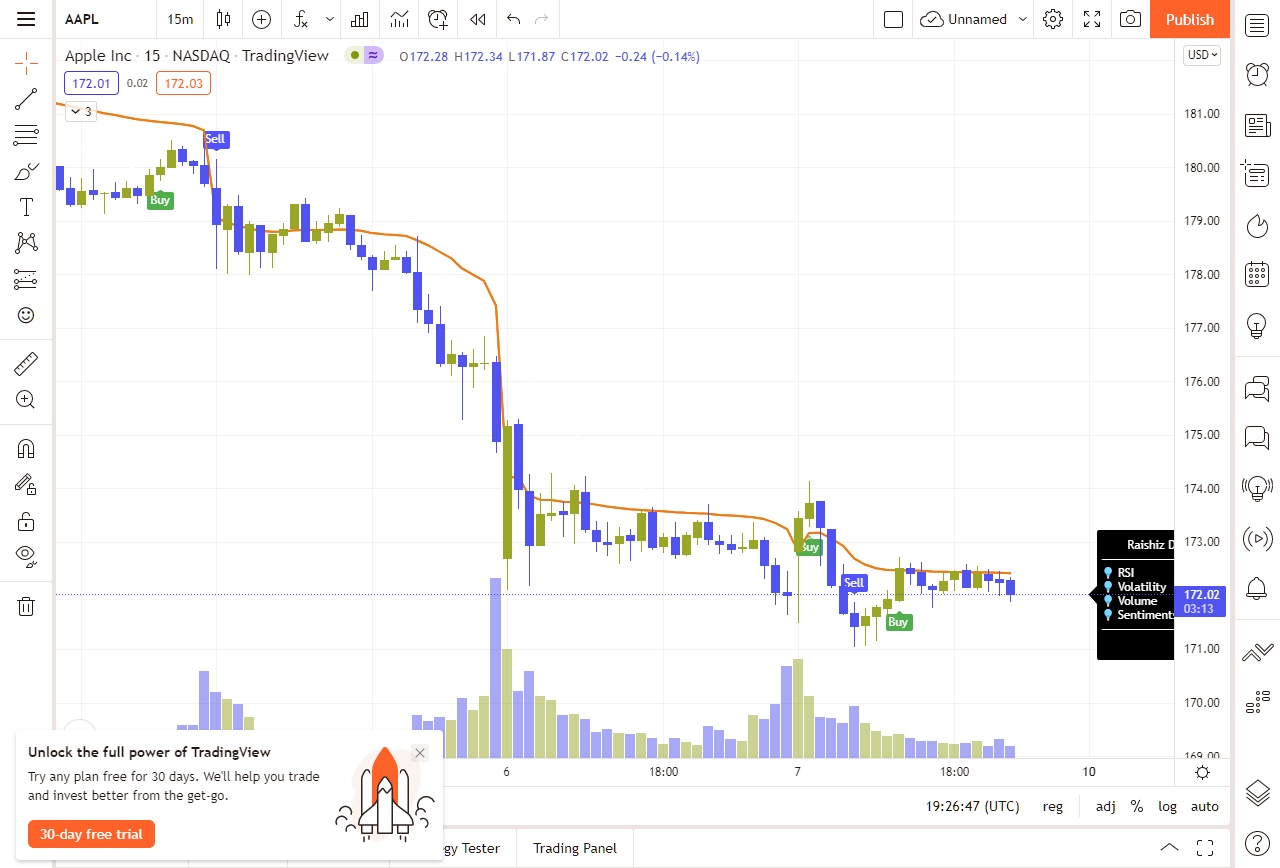 AAPL
15m
Unnamed
Publish
Apple Inc · 15 · NASDAQ · TradingView
≈
O172.28 H172.34 L171.87 C172.02 −0.24 (−0.14%)
USD
172.01 0.02 172.03
3
181.00
180.00
179.00
178.00
177.00
176.00
175.00
174.00
173.00
172.02
03:13
171.00
170.00
169.00
Sell
Buy
Buy
Sell
Buy
Raishiz D
RSI
Volatility
Volume
Sentiment
6
18:00
7
18:00
10
Unlock the full power of TradingView
Try any plan free for 30 days. We'll help you trade
and invest better from the get-go.
30-day free trial
19:26:47 (UTC)
reg
adj
%
log
auto
gy Tester
Trading Panel